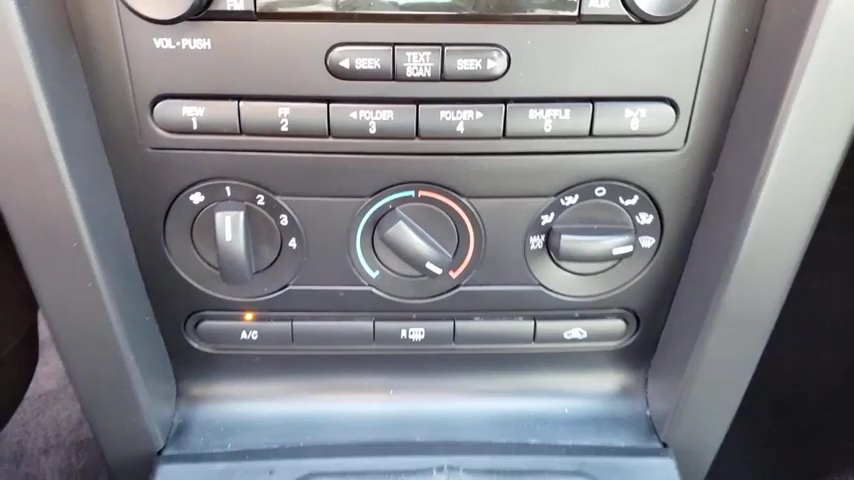 FM AUX
VOL-PUSH
◄ SEEK TEXT SCAN SEEK ►
REW 1 FF 2 ◄ FOLDER 3 FOLDER ► 4 SHUFFLE 5 6
1 2 3 4
MAX A/C
A/C R